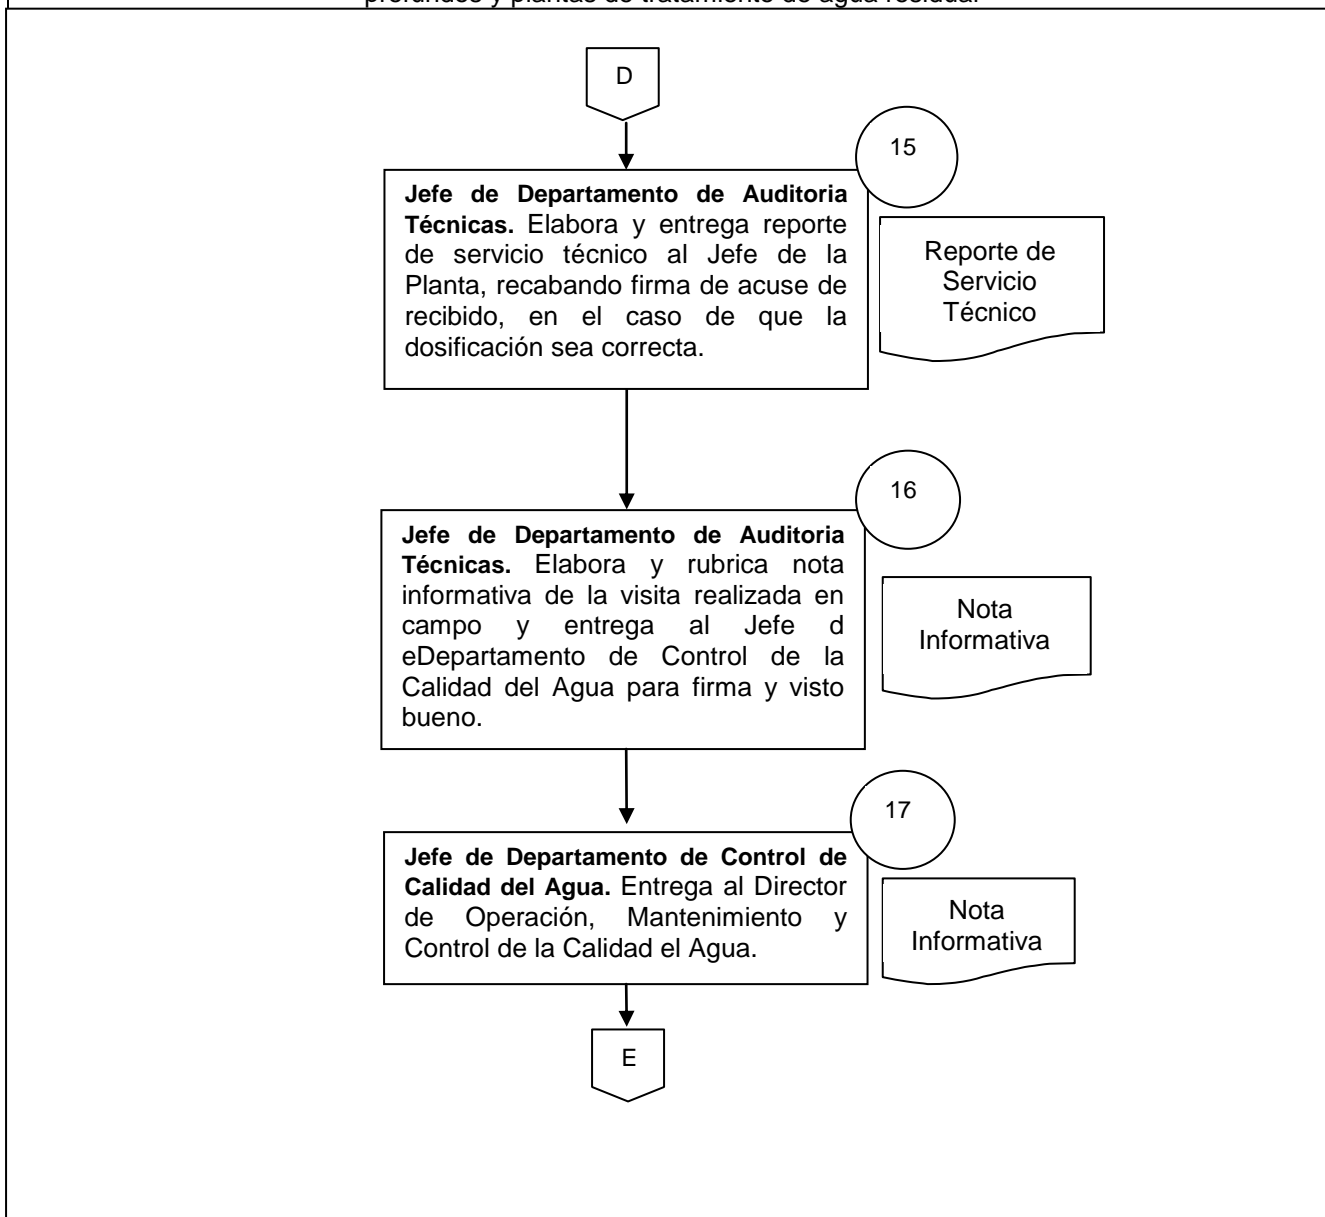 profundos y plantas de tratamiento de agua residual
D
15
Jefe de Departamento de Auditoria
Técnicas. Elabora y entrega reporte
de servicio técnico al Jefe de la
Planta, recabando firma de acuse de
recibido, en el caso de que la
dosificación sea correcta.
Reporte de
Servicio
Técnico
16
Jefe de Departamento de Auditoria
Técnicas. Elabora y rubrica nota
informativa de la visita realizada en
campo y entrega al Jefe d
eDepartamento de Control de la
Calidad del Agua para firma y visto
bueno.
Nota
Informativa
17
Jefe de Departamento de Control de
Calidad del Agua. Entrega al Director
de Operación, Mantenimiento y
Control de la Calidad el Agua.
Nota
Informativa
E